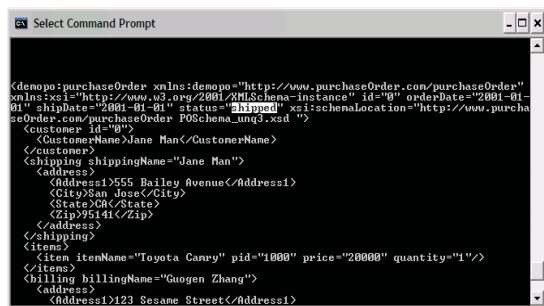 Select Command Prompt
<demopo:purchaseOrder xmlns:demopo="http://www.purchaseOrder.com/purchaseOrder"
xmlns:xsi="http://www.w3.org/2001/XMLSchema-instance" id="0" orderDate="2001-01-
01" shipDate="2001-01-01" status="shipped" xsi:schemaLocation="http://www.purcha
seOrder.com/purchaseOrder POSchema_unq3.xsd ">
<customer id="0">
<CustomerName>Jane Man</CustomerName>
</customer>
<shipping shippingName="Jane Man">
<address>
<Address1>555 Bailey Avenue</Address1>
<City>San Jose</City>
<State>CA</State>
<Zip>95141</Zip>
</address>
</shipping>
<items>
<item itemName="Toyota Camry" pid="1000" price="20000" quantity="1"/>
</items>
<billing billingName="Guogen Zhang">
<address>
<Address1>123 Sesame Street</Address1>